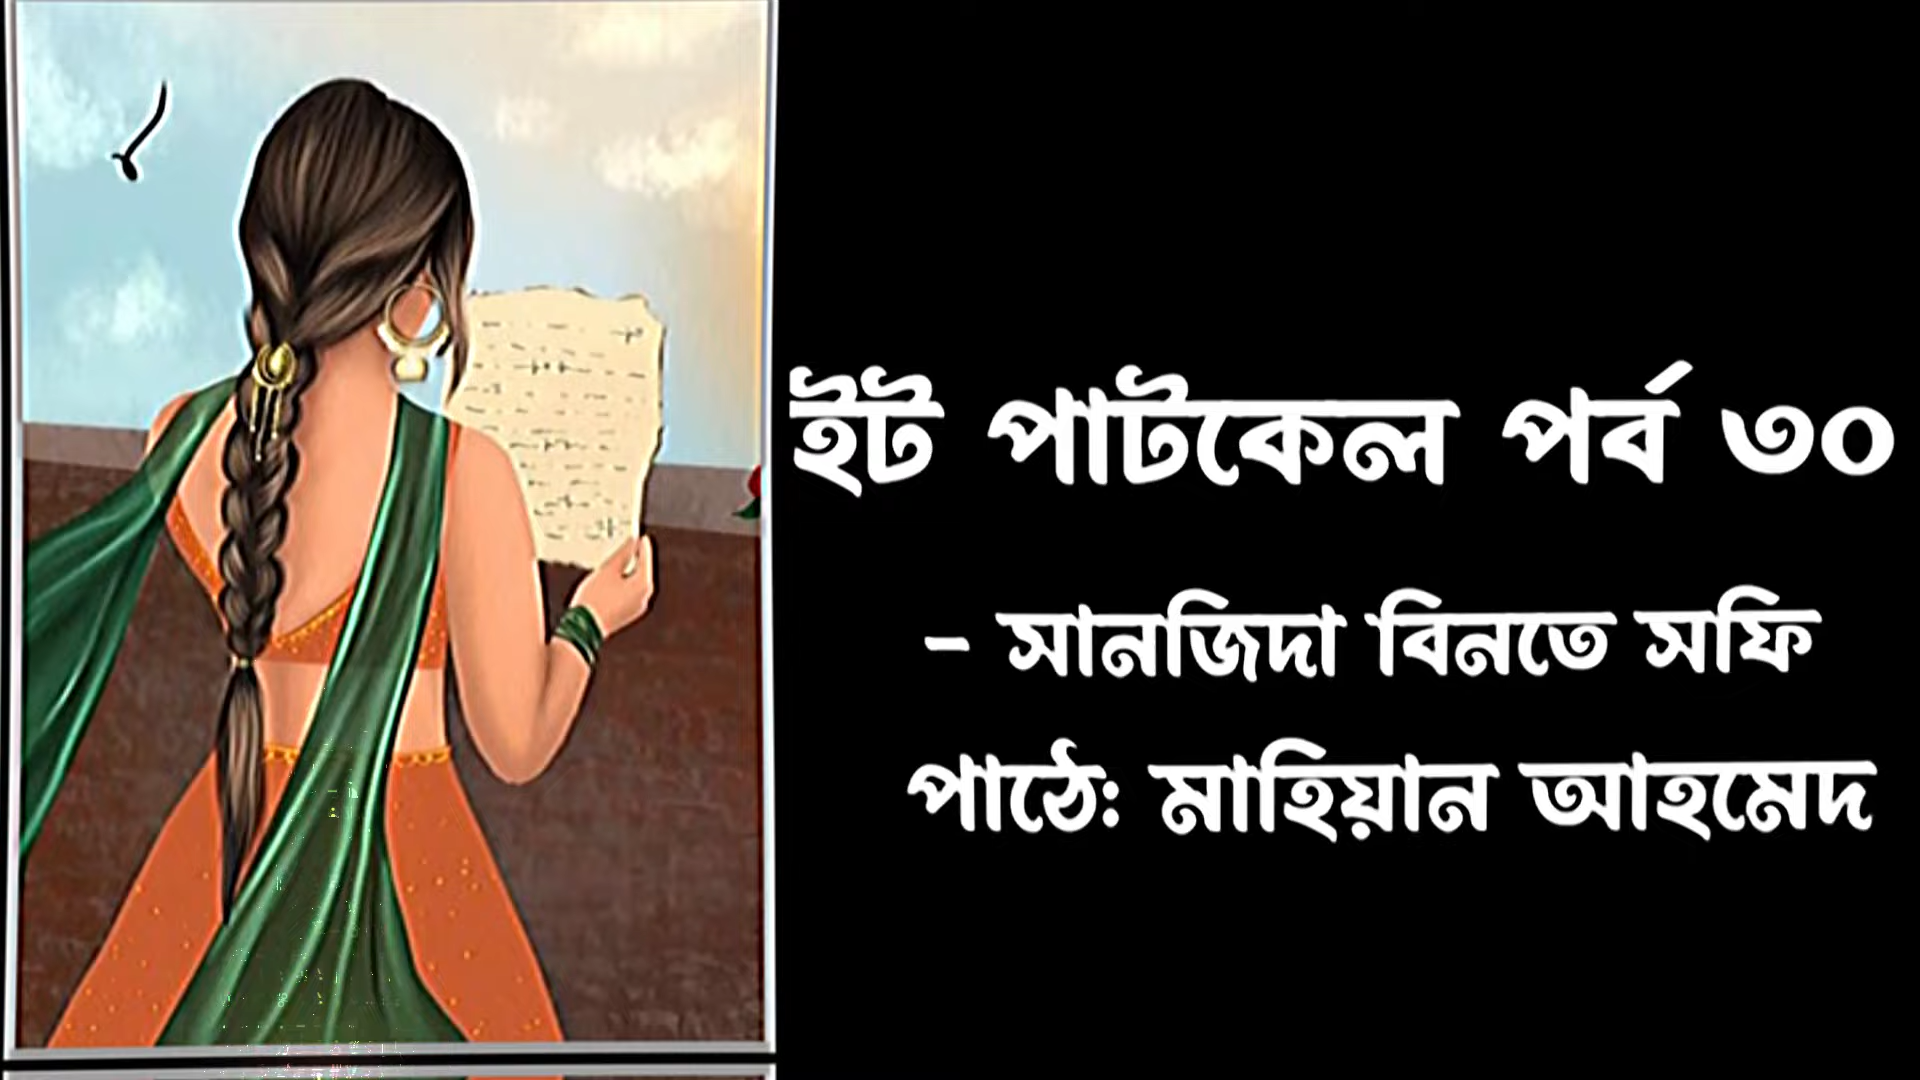 ইট পাটকেল পর্ব ৩০
- সানজিদা বিনতে সফি
পাঠে: মাহিয়ান আহমেদ